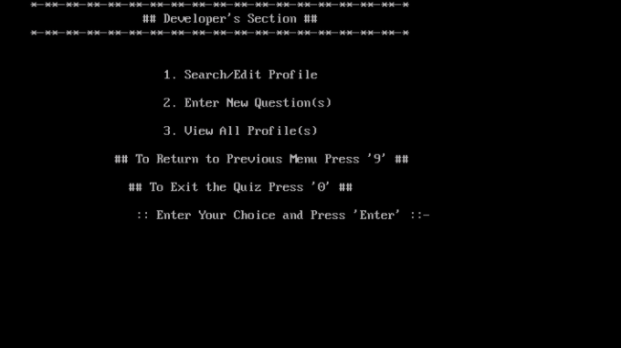 *-**-**-**-**-**-**-**-**-**-**-**-**-**-**-**-**-**-*
## Developer's Section ##
*-**-**-**-**-**-**-**-**-**-**-**-**-**-**-**-**-**-*
1. Search/Edit Profile
2. Enter New Question(s)
3. View All Profile(s)
## To Return to Previous Menu Press '9' ##
## To Exit the Quiz Press '0' ##
:: Enter Your Choice and Press 'Enter' ::-